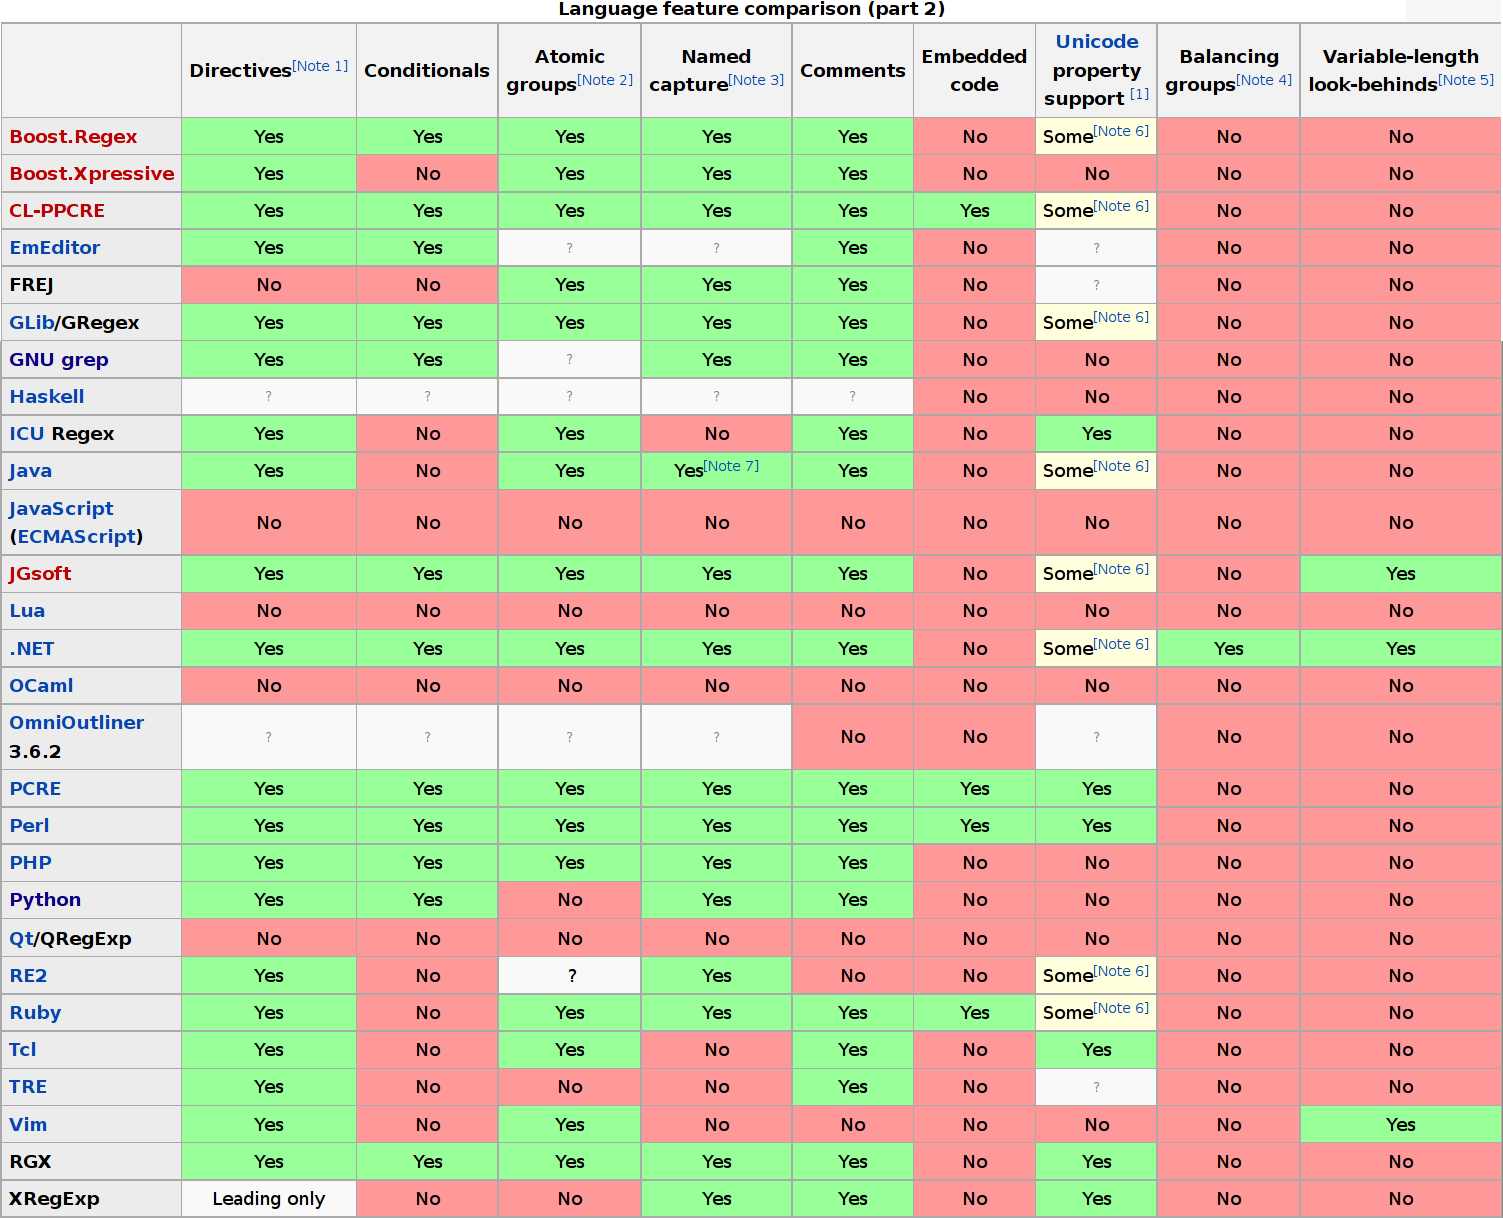 Language feature comparison (part 2)
Directives[Note 1] Conditionals Atomic groups[Note 2] Named capture[Note 3] Comments Embedded code Unicode property support [1] Balancing groups[Note 4] Variable-length look-behinds[Note 5]
Boost.Regex Yes Yes Yes Yes Yes No Some[Note 6] No No
Boost.Xpressive Yes No Yes Yes Yes No No No No
CL-PPCRE Yes Yes Yes Yes Yes Yes Some[Note 6] No No
EmEditor Yes Yes ? ? Yes No ? No No
FREJ No No Yes Yes Yes No ? No No
GLib/GRegex Yes Yes Yes Yes Yes No Some[Note 6] No No
GNU grep Yes Yes ? Yes Yes No No No No
Haskell ? ? ? ? ? No No No No
ICU Regex Yes No Yes No Yes No Yes No No
Java Yes No Yes Yes[Note 7] Yes No Some[Note 6] No No
JavaScript (ECMAScript) No No No No No No No No No
JGsoft Yes Yes Yes Yes Yes No Some[Note 6] No Yes
Lua No No No No No No No No No
.NET Yes Yes Yes Yes Yes No Some[Note 6] Yes Yes
OCaml No No No No No No No No No
OmniOutliner 3.6.2 ? ? ? ? No No ? No No
PCRE Yes Yes Yes Yes Yes Yes Yes No No
Perl Yes Yes Yes Yes Yes Yes Yes No No
PHP Yes Yes Yes Yes Yes No No No No
Python Yes Yes No Yes Yes No No No No
Qt/QRegExp No No No No No No No No No
RE2 Yes No ? Yes No No Some[Note 6] No No
Ruby Yes No Yes Yes Yes Yes Some[Note 6] No No
Tcl Yes No Yes No Yes No Yes No No
TRE Yes No No No Yes No ? No No
Vim Yes No Yes No No No No No Yes
RGX Yes Yes Yes Yes Yes No Yes No No
XRegExp Leading only No No Yes Yes No Yes No No